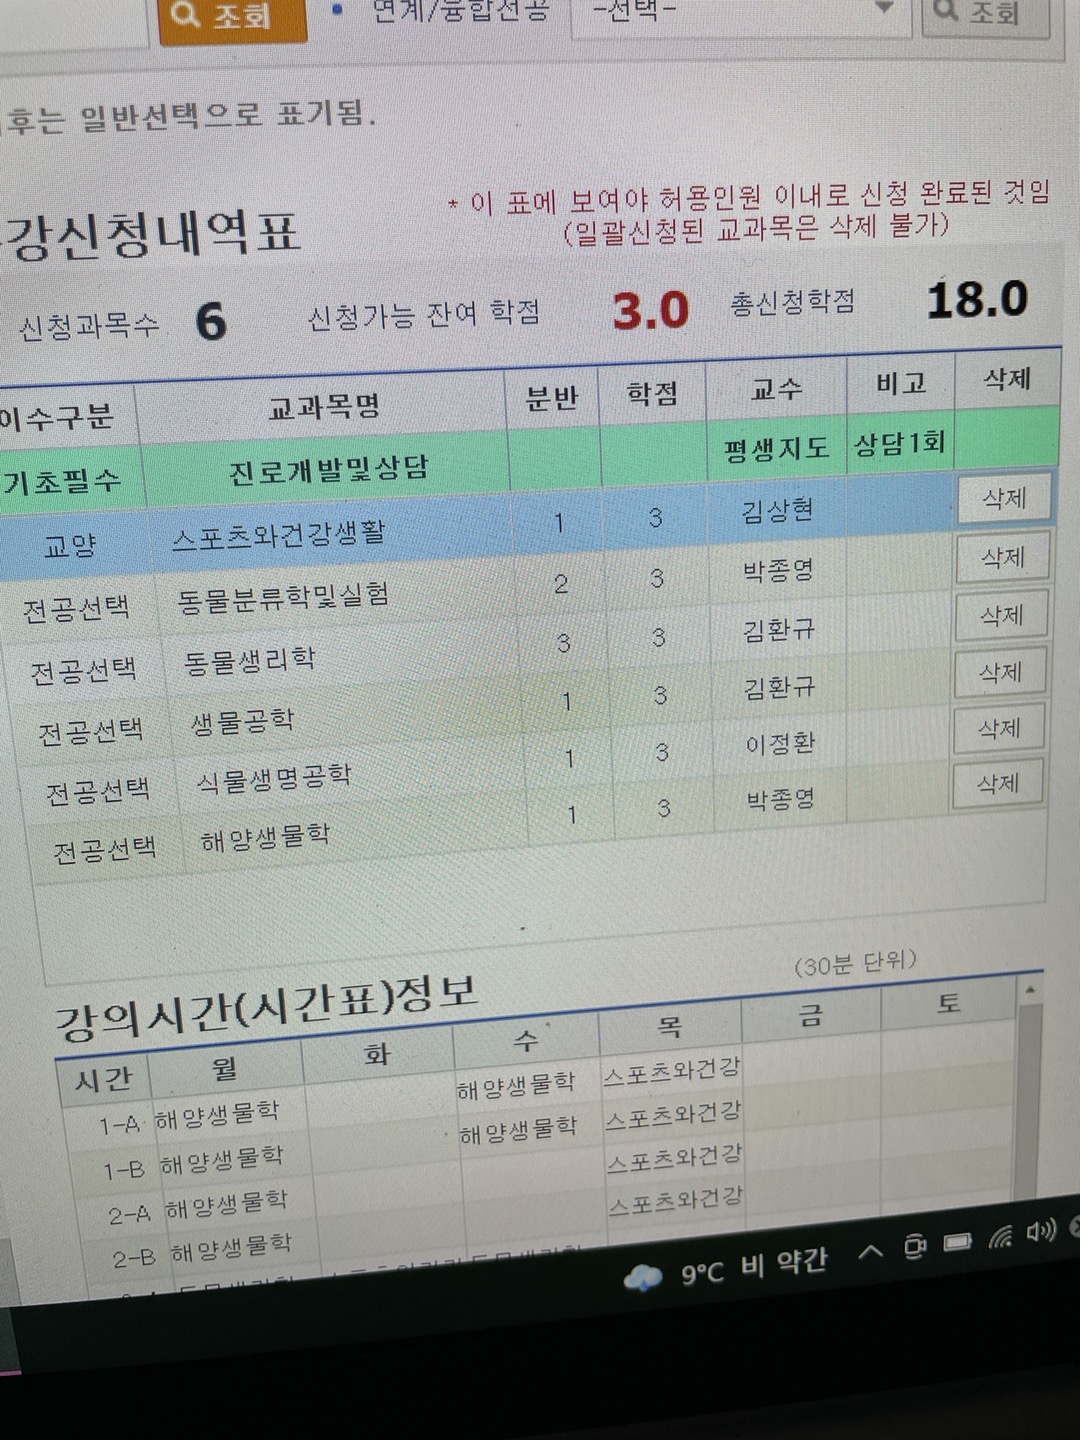 조회 • 연계/융합전공 -선택- 조회
후는 일반선택으로 표기됨.
강신청내역표
* 이 표에 보여야 허용인원 이내로 신청 완료된 것임
(일괄신청된 교과목은 삭제 불가)
신청과목수 6 신청가능 잔여 학점 3.0 총신청학점 18.0
이수구분 교과목명 분반 학점 교수 비고 삭제
기초필수 진로개발및상담 평생지도 상담1회
교양 스포츠와건강생활 1 3 김상현 삭제
전공선택 동물분류학및실험 2 3 박종영 삭제
전공선택 동물생리학 3 3 김환규 삭제
전공선택 생물공학 1 3 김환규 삭제
전공선택 식물생명공학 1 3 이정환 삭제
전공선택 해양생물학 1 3 박종영 삭제
강의시간(시간표)정보 (30분 단위)
시간 월 화 수 목 금 토
1-A 해양생물학 해양생물학 스포츠와건강
1-B 해양생물학 해양생물학 스포츠와건강
2-A 해양생물학 스포츠와건강
2-B 해양생물학 스포츠와건강
9°C 비 약간